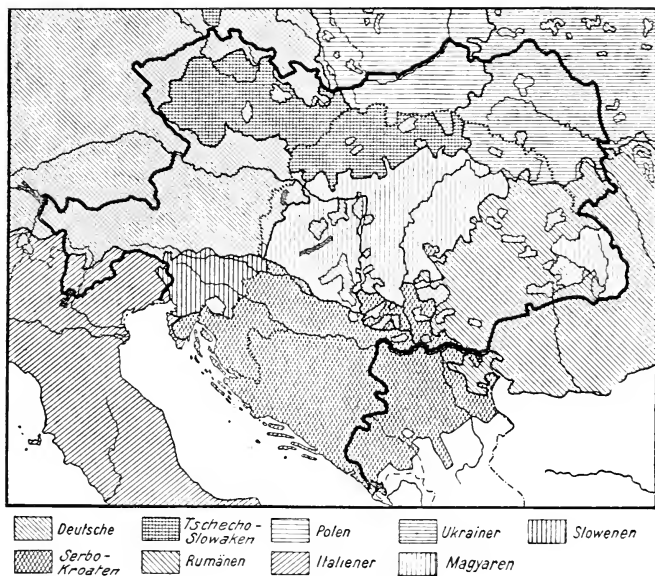 Deutsche
Tschecho-
Slowaken
Polen
Ukrainer
Slowenen
Serbo-
Kroaten
Rumänen
Italiener
Magyaren